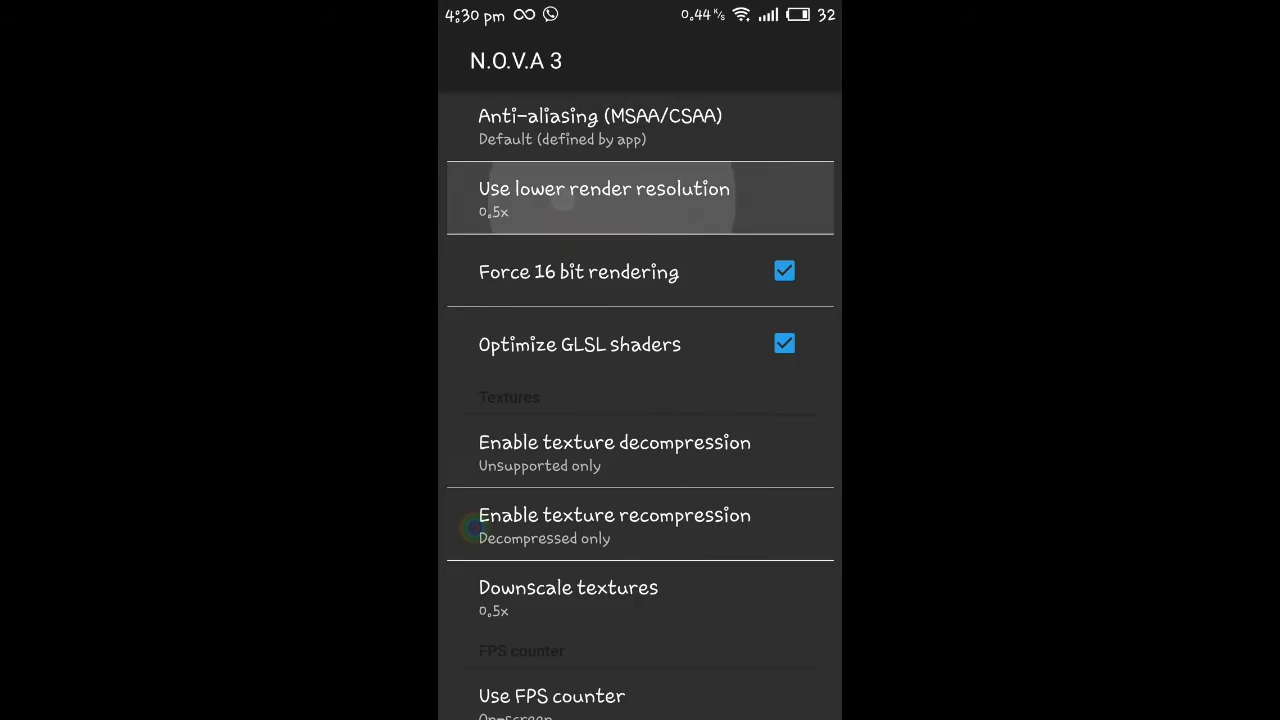 4:30 pm 0.44 K/s 32
N.O.V.A 3
Anti-aliasing (MSAA/CSAA)
Default (defined by app)
Use lower render resolution
0.5x
Force 16 bit rendering
Optimize GLSL shaders
Textures
Enable texture decompression
Unsupported only
Enable texture recompression
Decompressed only
Downscale textures
0.5x
FPS counter
Use FPS counter
On-screen